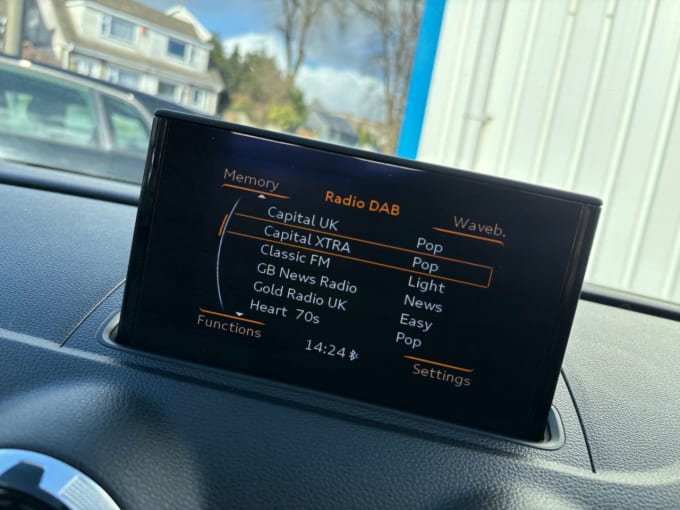 Memory
Radio DAB
Waveb.
Capital UK Pop
Capital XTRA Pop
Classic FM Light
GB News Radio News
Gold Radio UK Easy
Heart 70s Pop
Functions
14:24
Settings